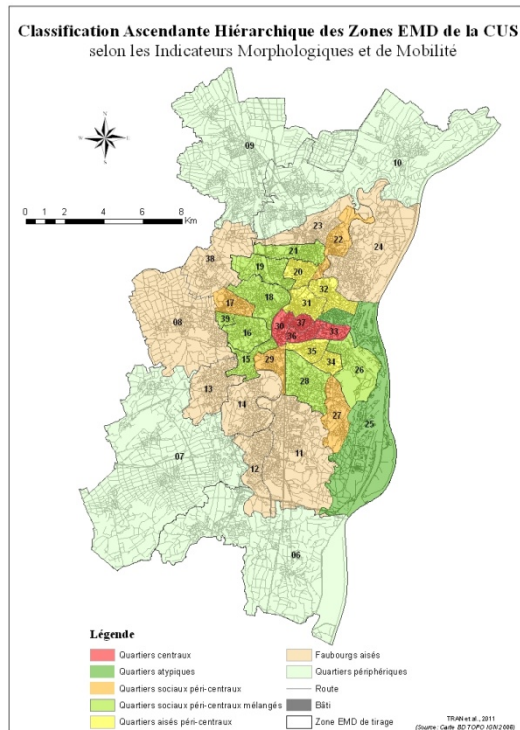 Classification Ascendante Hiérarchique des Zones EMD de la CUS
selon les Indicateurs Morphologiques et de Mobilité
N
W
E
S
0 1 2 4 6 8
Km
09
10
23
22
24
21
38
19
20
32
18
31
17
08
39
30
37
33
16
36
35
15
29
34
26
13
28
14
27
25
07
11
12
06
Légende
Quartiers centraux
Quartiers atypiques
Quartiers sociaux péri-centraux
Quartiers sociaux péri-centraux mélangés
Quartiers aisés péri-centraux
Faubourgs aisés
Quartiers périphériques
Route
Bâti
Zone EMD de tirage
TRAN et al., 2011
(Source: Carte BD TOPO IGN 2006)